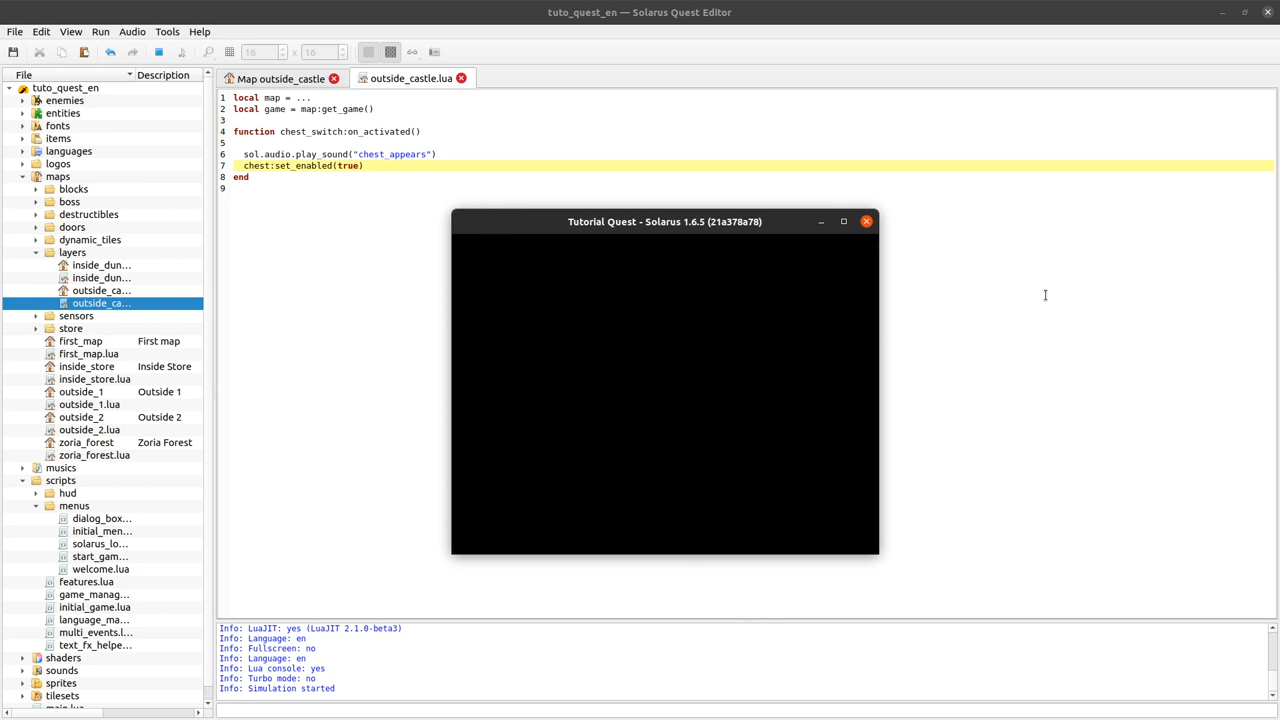 tuto_quest_en — Solarus Quest Editor
File Edit View Run Audio Tools Help
16 x 16
File Description
Map outside_castle outside_castle.lua
tuto_quest_en
enemies
entities
fonts
items
languages
logos
maps
blocks
boss
destructibles
doors
dynamic_tiles
layers
inside_dun...
inside_dun...
outside_ca...
outside_ca...
sensors
store
first_map First map
first_map.lua
inside_store Inside Store
inside_store.lua
outside_1 Outside 1
outside_1.lua
outside_2 Outside 2
outside_2.lua
zoria_forest Zoria Forest
zoria_forest.lua
musics
scripts
hud
menus
dialog_box...
initial_men...
solarus_lo...
start_gam...
welcome.lua
features.lua
game_manag...
initial_game.lua
language_ma...
multi_events.l...
text_fx_helpe...
shaders
sounds
sprites
tilesets
main.lua
1 local map = ...
2 local game = map:get_game()
3
4 function chest_switch:on_activated()
5
6 sol.audio.play_sound("chest_appears")
7 chest:set_enabled(true)
8 end
9
Tutorial Quest - Solarus 1.6.5 (21a378a78)
Info: LuaJIT: yes (LuaJIT 2.1.0-beta3)
Info: Language: en
Info: Fullscreen: no
Info: Language: en
Info: Lua console: yes
Info: Turbo mode: no
Info: Simulation started